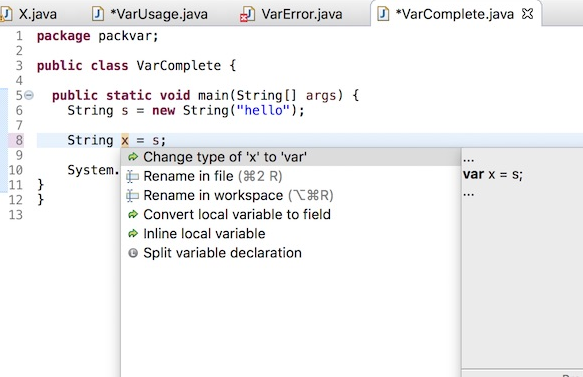 X.java *VarUsage.java VarError.java *VarComplete.java
1 package packvar;
2
3 public class VarComplete {
4
5 public static void main(String[] args) {
6 String s = new String("hello");
7
8 String x = s;
9
10 System.
11 }
12 }
13
Change type of 'x' to 'var'
Rename in file (⌘2 R)
Rename in workspace (⌥⌘R)
Convert local variable to field
Inline local variable
Split variable declaration
...
var x = s;
...